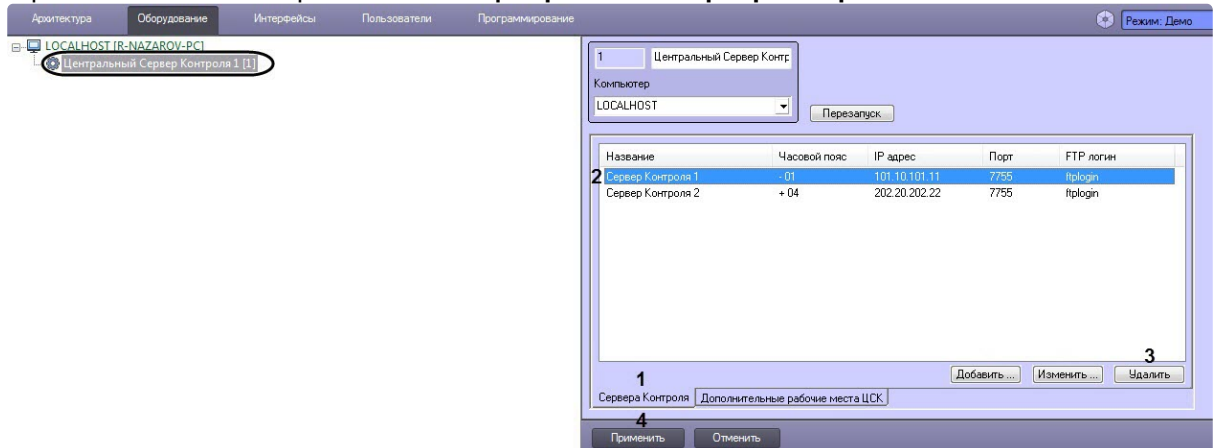 Архитектура Оборудование Интерфейсы Пользователи Программирование Режим: Демо
LOCALHOST [R-NAZAROV-PC]
Центральный Сервер Контроля 1 [1]
1 Центральный Сервер Контр
Компьютер
LOCALHOST
Перезапуск
Название Часовой пояс IP адрес Порт FTP логин
2 Сервер Контроля 1 - 01 101.10.101.11 7755 ftplogin
Сервер Контроля 2 + 04 202.20.202.22 7755 ftplogin
3
Добавить ... Изменить ... Удалить
1
Сервера Контроля Дополнительные рабочие места ЦСК
4
Применить Отменить